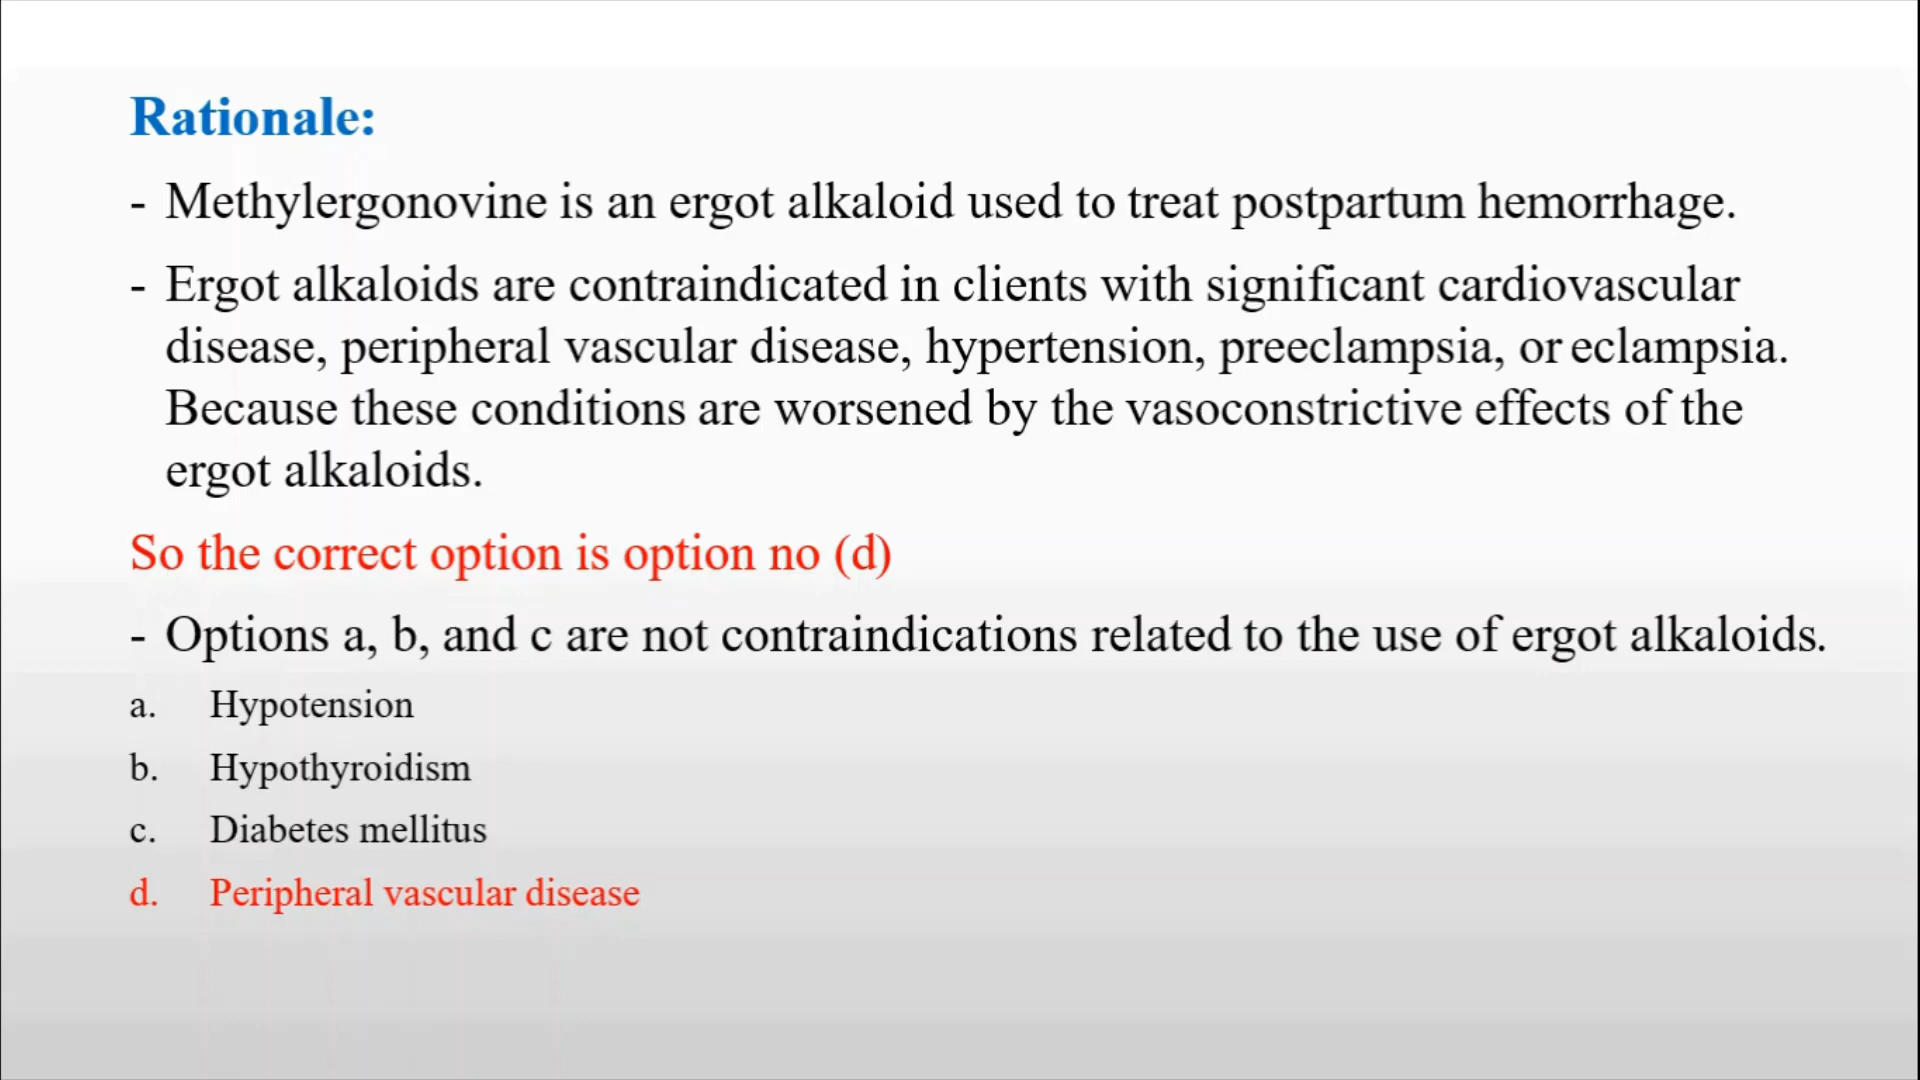 Rationale:
- Methylergonovine is an ergot alkaloid used to treat postpartum hemorrhage.
- Ergot alkaloids are contraindicated in clients with significant cardiovascular
disease, peripheral vascular disease, hypertension, preeclampsia, or eclampsia.
Because these conditions are worsened by the vasoconstrictive effects of the
ergot alkaloids.
So the correct option is option no (d)
- Options a, b, and c are not contraindications related to the use of ergot alkaloids.
a. Hypotension
b. Hypothyroidism
c. Diabetes mellitus
d. Peripheral vascular disease